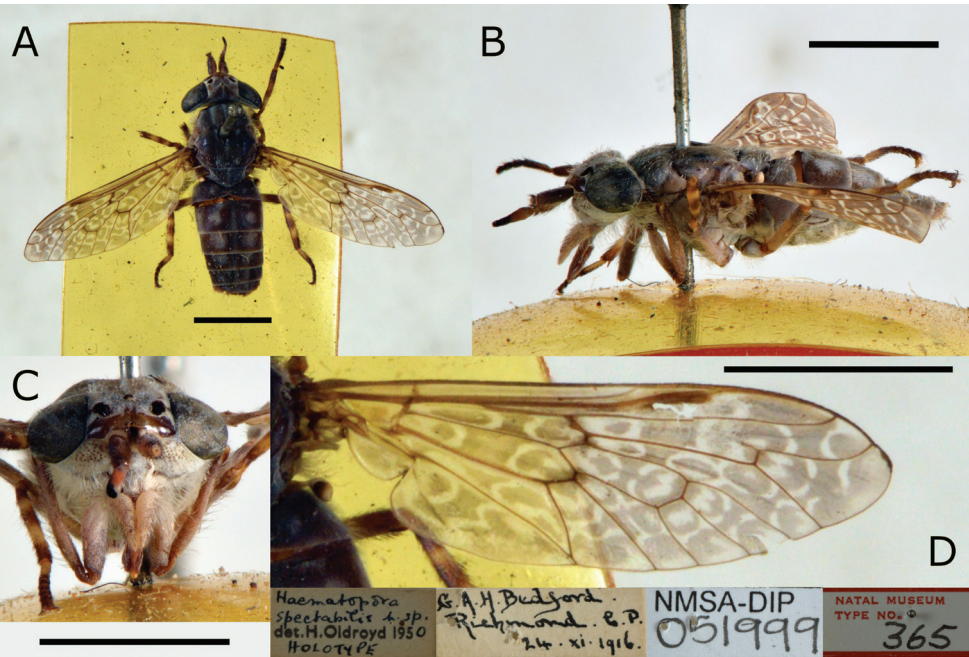 A
B
C
D
Haematopota
spectabilis n. sp.
det. H. Oldroyd 1950
HOLOTYPE
G.A.H. Bedford.
Richmond. C.P.
24. xi. 1916.
NMSA-DIP
051999
NATAL MUSEUM
TYPE NO.
365